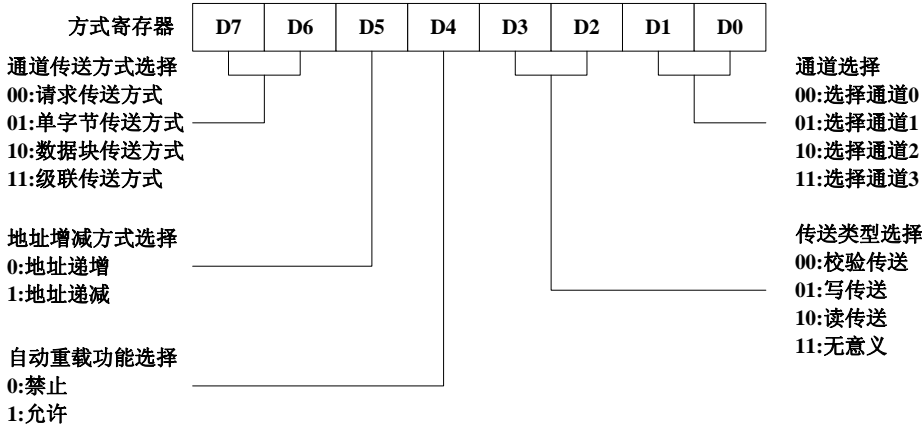 方式寄存器 D7 D6 D5 D4 D3 D2 D1 D0
通道传送方式选择
00:请求传送方式
01:单字节传送方式
10:数据块传送方式
11:级联传送方式
地址增减方式选择
0:地址递增
1:地址递减
自动重载功能选择
0:禁止
1:允许
通道选择
00:选择通道0
01:选择通道1
10:选择通道2
11:选择通道3
传送类型选择
00:校验传送
01:写传送
10:读传送
11:无意义